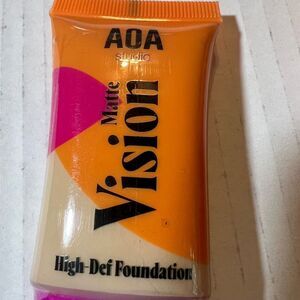 AOA
studio
Matte
Vision
High-Def Foundation